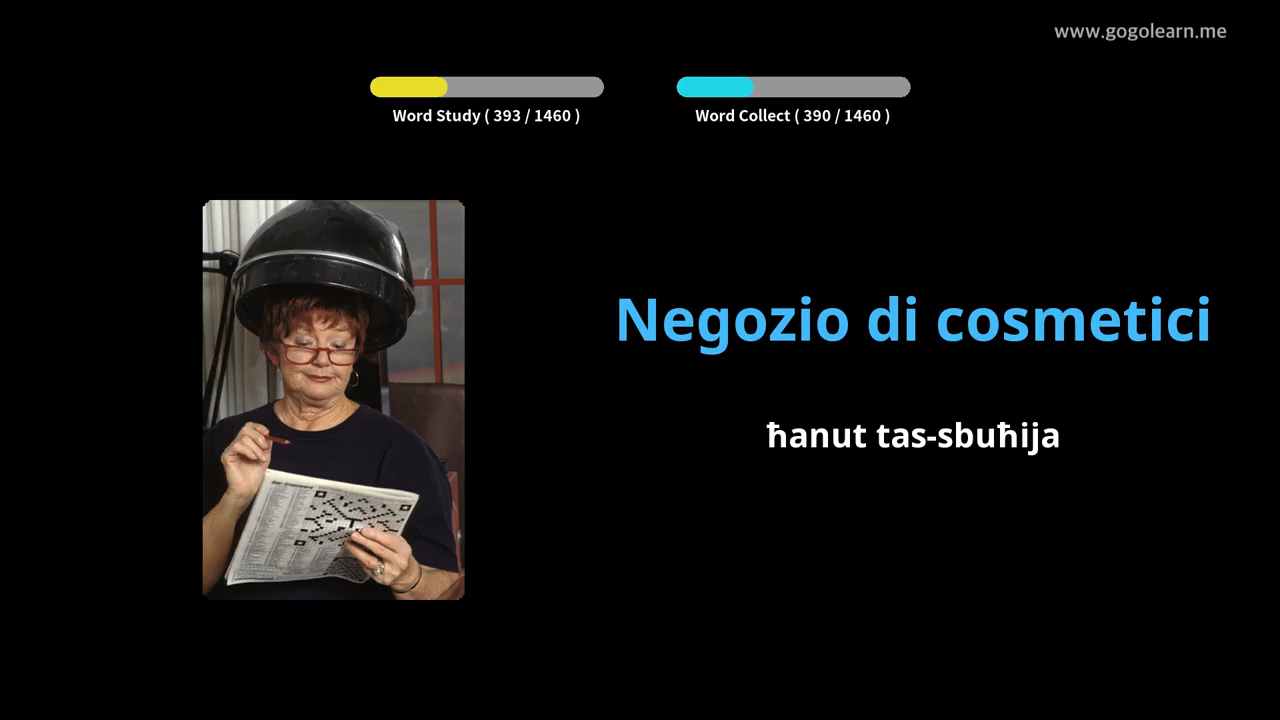 www.gogolearn.me
Word Study ( 393 / 1460 )
Word Collect ( 390 / 1460 )
Negozio di cosmetici
ħanut tas-sbuħija